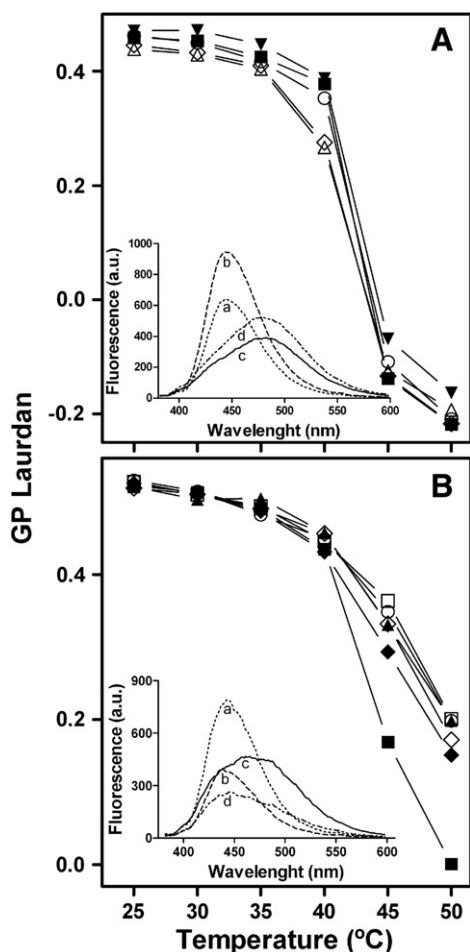 A
0.4
0.2
0.0
-0.2
GP Laurdan
Fluorescence (a.u.)
1000
800
600
400
200
0
b
a
d
c
400 450 500 550 600
Wavelenght (nm)
B
0.4
0.2
0.0
Fluorescence (a.u.)
900
600
300
0
a
c
b
d
400 450 500 550 600
Wavelenght (nm)
25 30 35 40 45 50
Temperature (ºC)